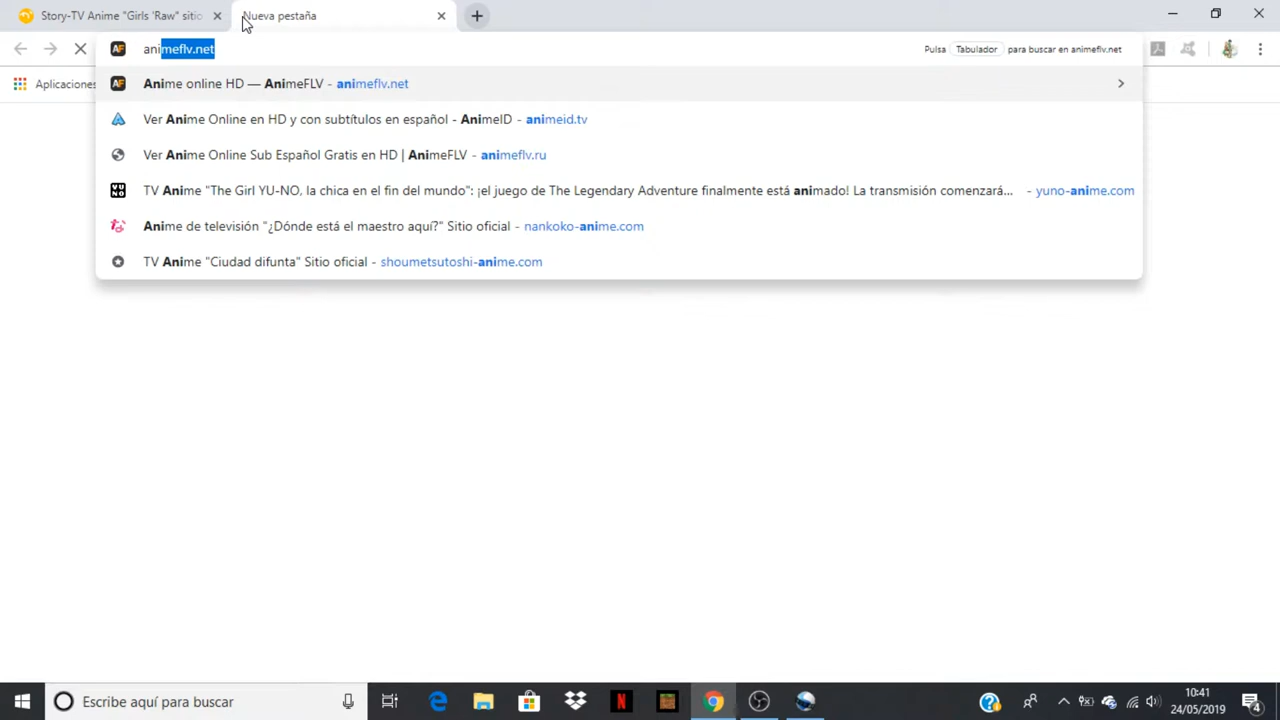 Story-TV Anime "Girls 'Raw" sitio
Nueva pestaña
animeflv.net
Pulsa Tabulador para buscar en animeflv.net
Aplicaciones
Anime online HD — AnimeFLV - animeflv.net
Ver Anime Online en HD y con subtítulos en español - AnimeID - animeid.tv
Ver Anime Online Sub Español Gratis en HD | AnimeFLV - animeflv.ru
TV Anime "The Girl YU-NO, la chica en el fin del mundo": ¡el juego de The Legendary Adventure finalmente está animado! La transmisión comenzará... - yuno-anime.com
Anime de televisión "¿Dónde está el maestro aquí?" Sitio oficial - nankoko-anime.com
TV Anime "Ciudad difunta" Sitio oficial - shoumetsutoshi-anime.com
Escribe aquí para buscar
10:41
24/05/2019
4